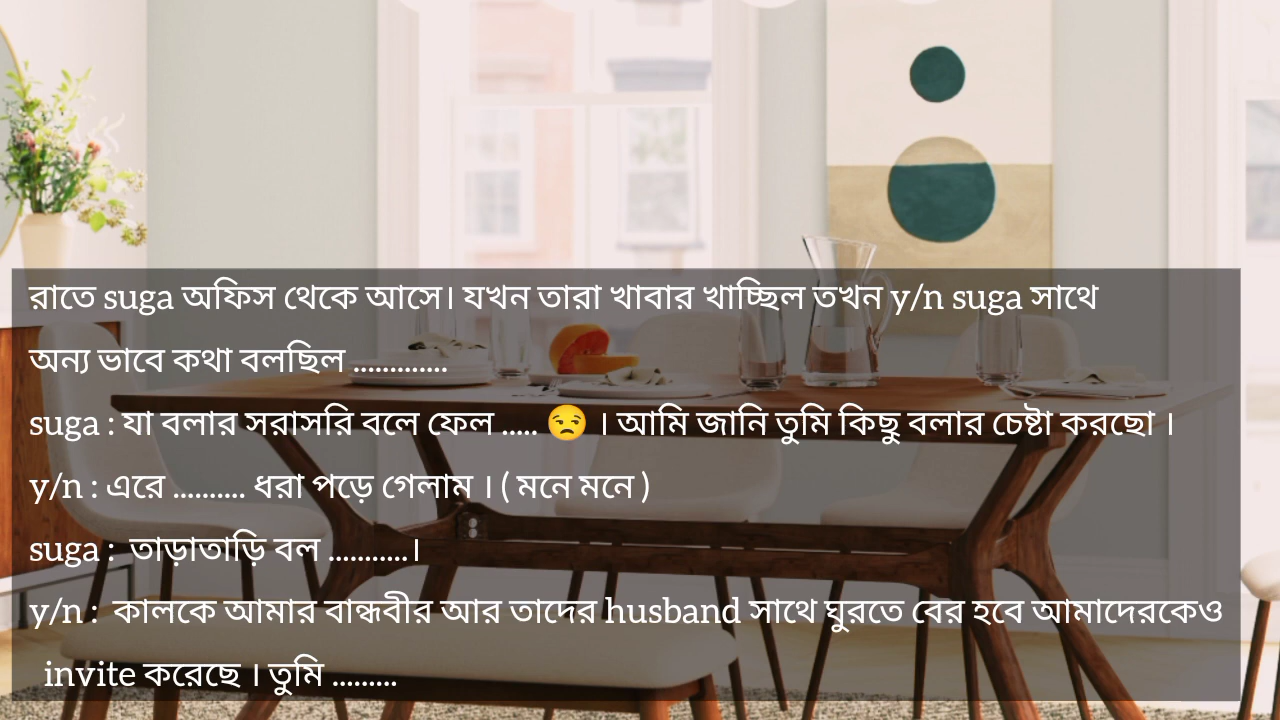 রাতে suga অফিস থেকে আসে। যখন তারা খাবার খাচ্ছিল তখন y/n suga সাথে
অন্য ভাবে কথা বলছিল .............
suga : যা বলার সরাসরি বলে ফেল ..... 😒 । আমি জানি তুমি কিছু বলার চেষ্টা করছো ।
y/n : এরে .......... ধরা পড়ে গেলাম । ( মনে মনে )
suga :  তাড়াতাড়ি বল ...........।
y/n :  কালকে আমার বান্ধবীর আর তাদের husband সাথে ঘুরতে বের হবে আমাদেরকেও
invite করেছে । তুমি .........